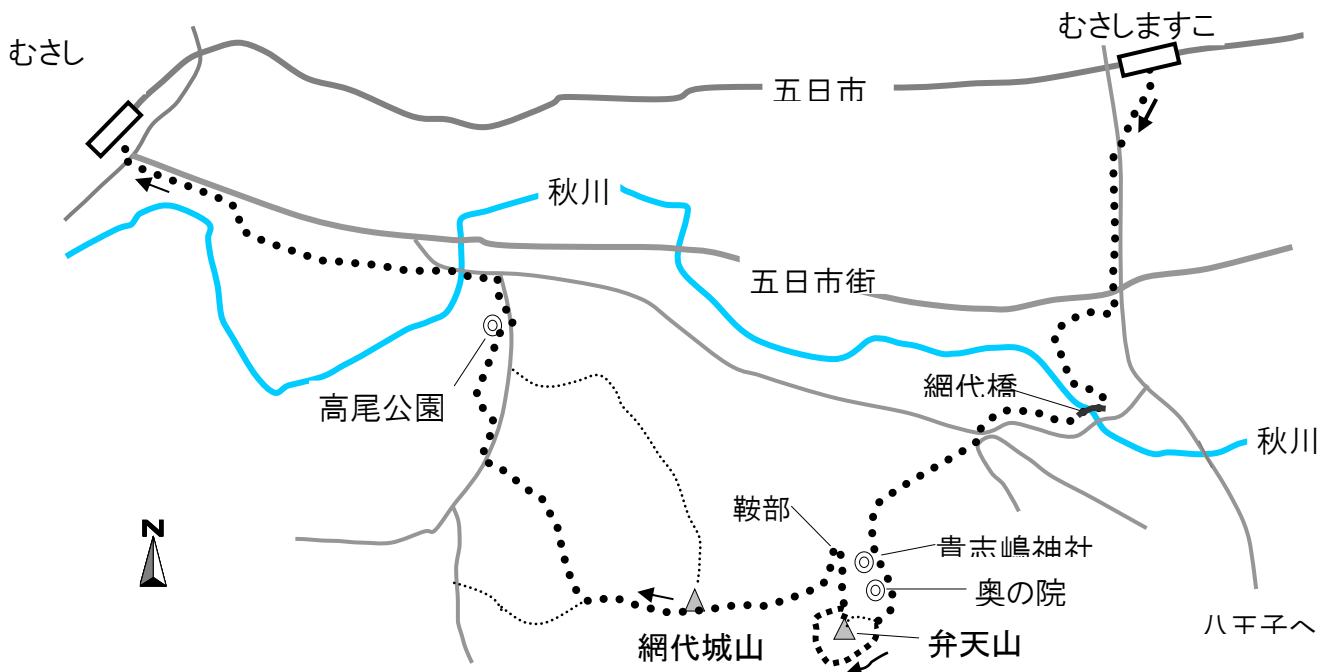 むさし
むさしますこ
五日市
秋川
五日市街
網代橋
高尾公園
秋川
鞍部
貴志嶋神社
奥の院
網代城山
弁天山
八王子へ
N